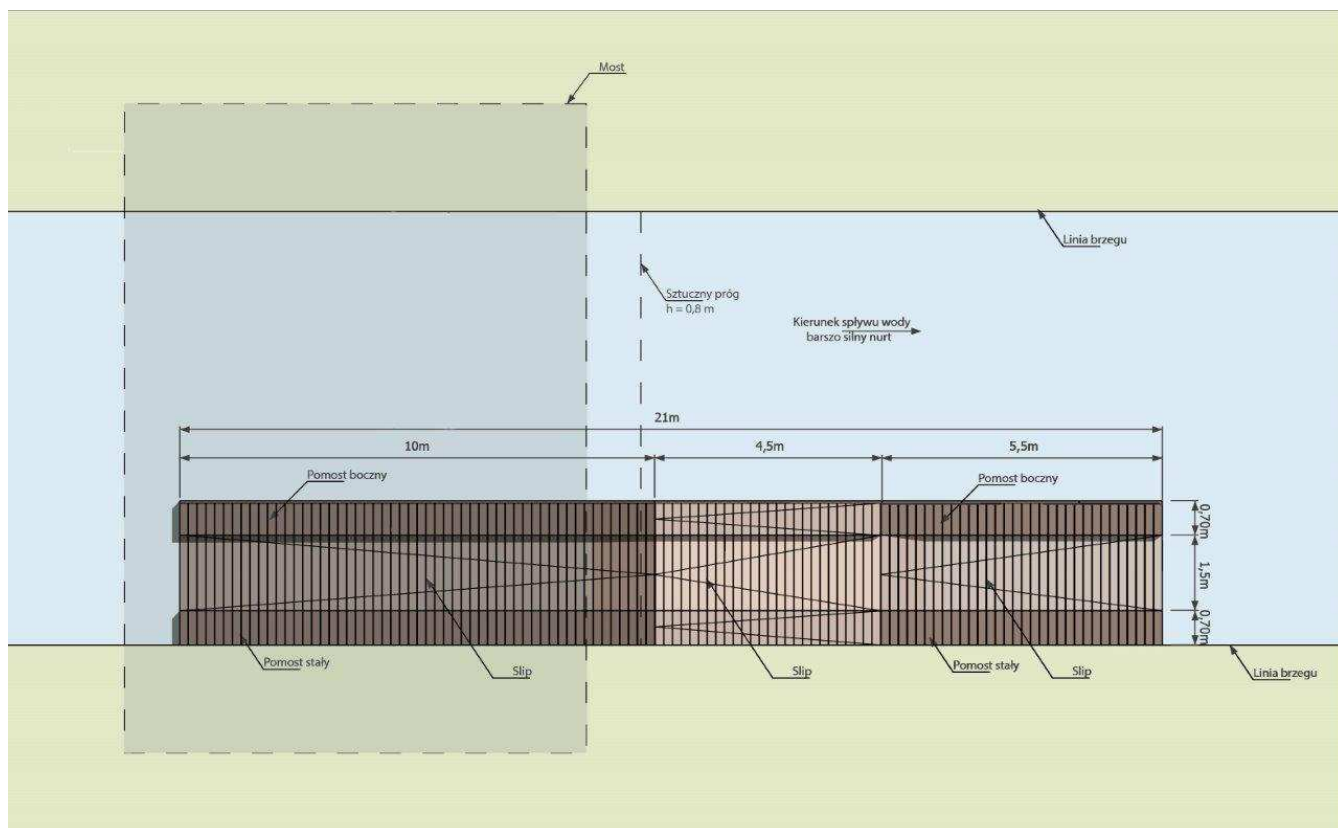 Most
Linia brzegu
Sztuczny próg
h = 0,8 m
Kierunek spływu wody
barszo silny nurt
21m
10m
4,5m
5,5m
Pomost boczny
Pomost boczny
0,70m
1,5m
0,70m
Pomost stały
Slip
Slip
Pomost stały
Slip
Linia brzegu